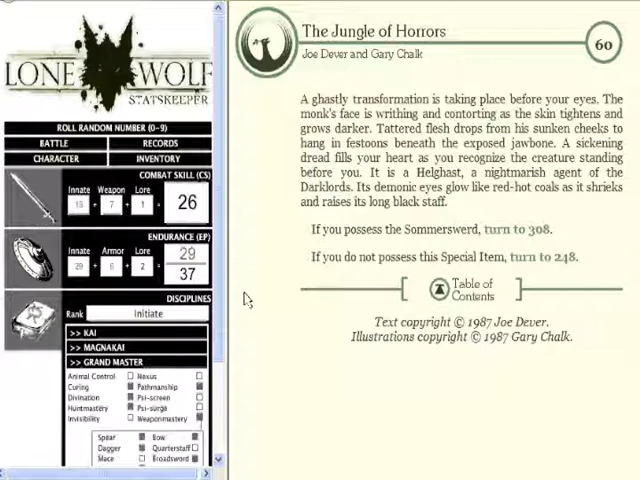 LONE WOLF
STATSKEEPER
ROLL RANDOM NUMBER (0-9)
BATTLE RECORDS
CHARACTER INVENTORY
COMBAT SKILL (CS)
Innate Weapon Lore
+ 7 + 1 26
ENDURANCE (EP)
29
Innate Armor Lore
29 + 6 + 2 37
DISCIPLINES
Rank Initiate
>> KAI
>> MAGNAKAI
>> GRAND MASTER
Animal Control Nexus
Curing Pathmanship
Divination Psi-screen
Huntmastery Psi-surge
Invisibility Weaponmastery
Spear Bow
Dagger Quarterstaff
Mace Broadsword
The Jungle of Horrors
Joe Dever and Gary Chalk
60
A ghastly transformation is taking place before your eyes. The
monk's face is writhing and contorting as the skin tightens and
grows darker. Tattered flesh drops from his sunken cheeks to
hang in festoons beneath the exposed jawbone. A sickening
dread fills your heart as you recognize the creature standing
before you. It is a Helghast, a nightmarish agent of the
Darklords. Its demonic eyes glow like red-hot coals as it shrieks
and raises its long black staff.
If you possess the Sommerswerd, turn to 308.
If you do not possess this Special Item, turn to 248.
Table of
Contents
Text copyright © 1987 Joe Dever.
Illustrations copyright © 1987 Gary Chalk.